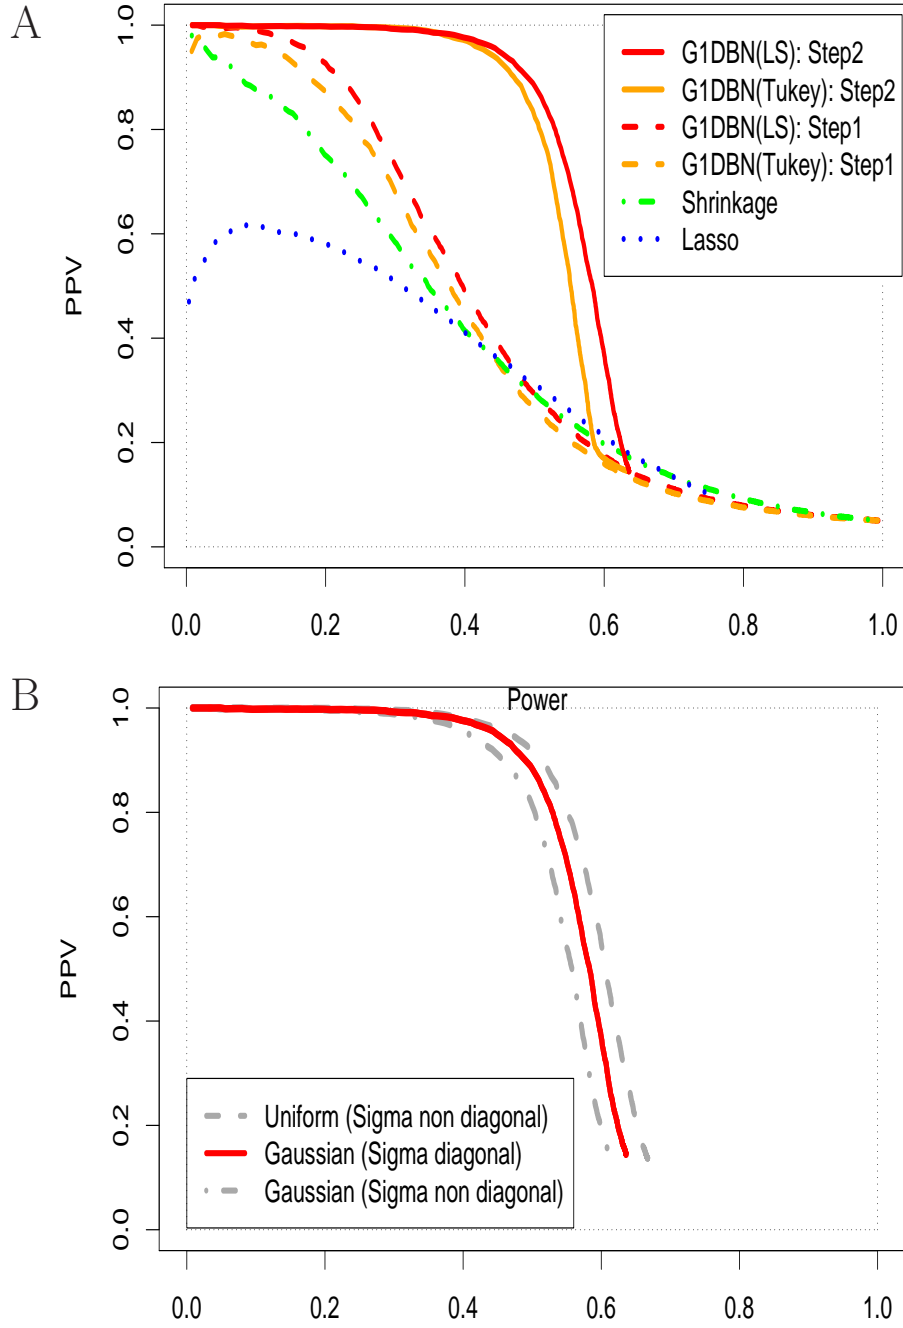 A
1.0
0.8
0.6
0.4
0.2
0.0
PPV
G1DBN(LS): Step2
G1DBN(Tukey): Step2
G1DBN(LS): Step1
G1DBN(Tukey): Step1
Shrinkage
Lasso
0.0 0.2 0.4 0.6 0.8 1.0
Power
B
1.0
0.8
0.6
0.4
0.2
0.0
PPV
Uniform (Sigma non diagonal)
Gaussian (Sigma diagonal)
Gaussian (Sigma non diagonal)
0.0 0.2 0.4 0.6 0.8 1.0